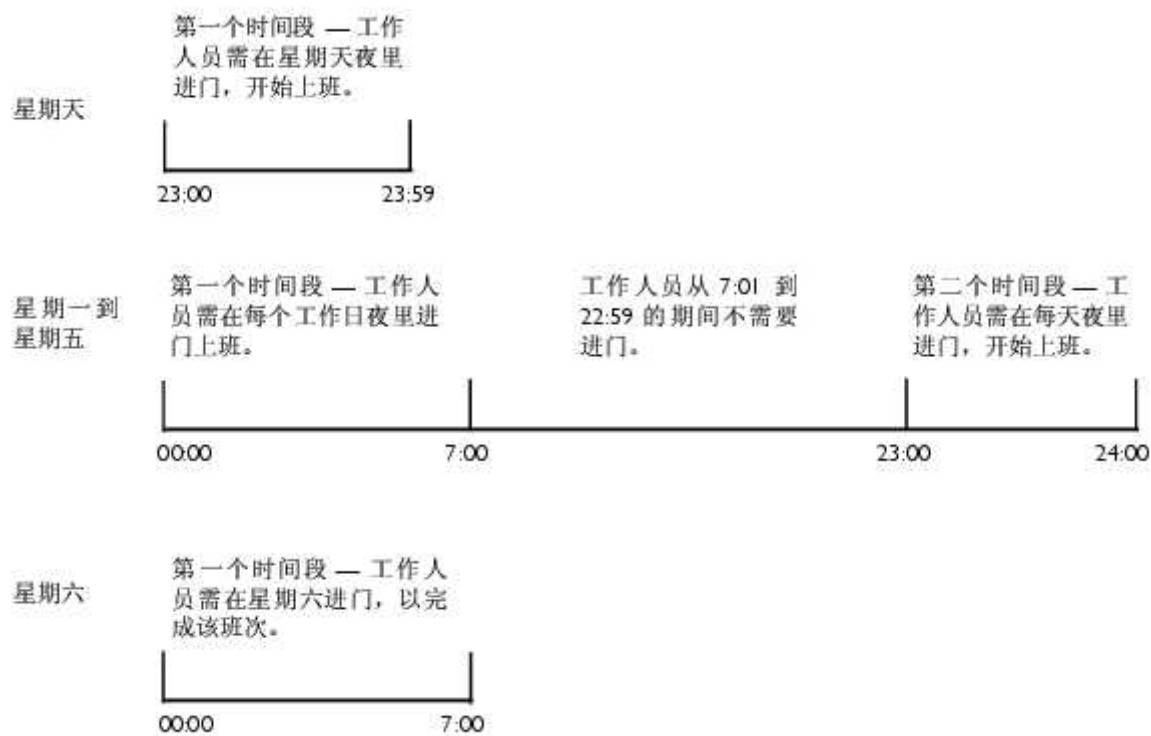 第一个时间段 — 工作
人员需在星期天夜里
进门，开始上班。
星期天
23:00 23:59
第一个时间段 — 工作人
员需在每个工作日夜里进
门上班。
工作人员从 7:01 到
22:59 的期间不需要
进门。
第二个时间段 — 工
作人员需在每天夜里
进门，开始上班。
星期一到
星期五
00:00 7:00 23:00 24:00
第一个时间段 — 工作人
员需在星期六进门，以完
成该班次。
星期六
00:00 7:00